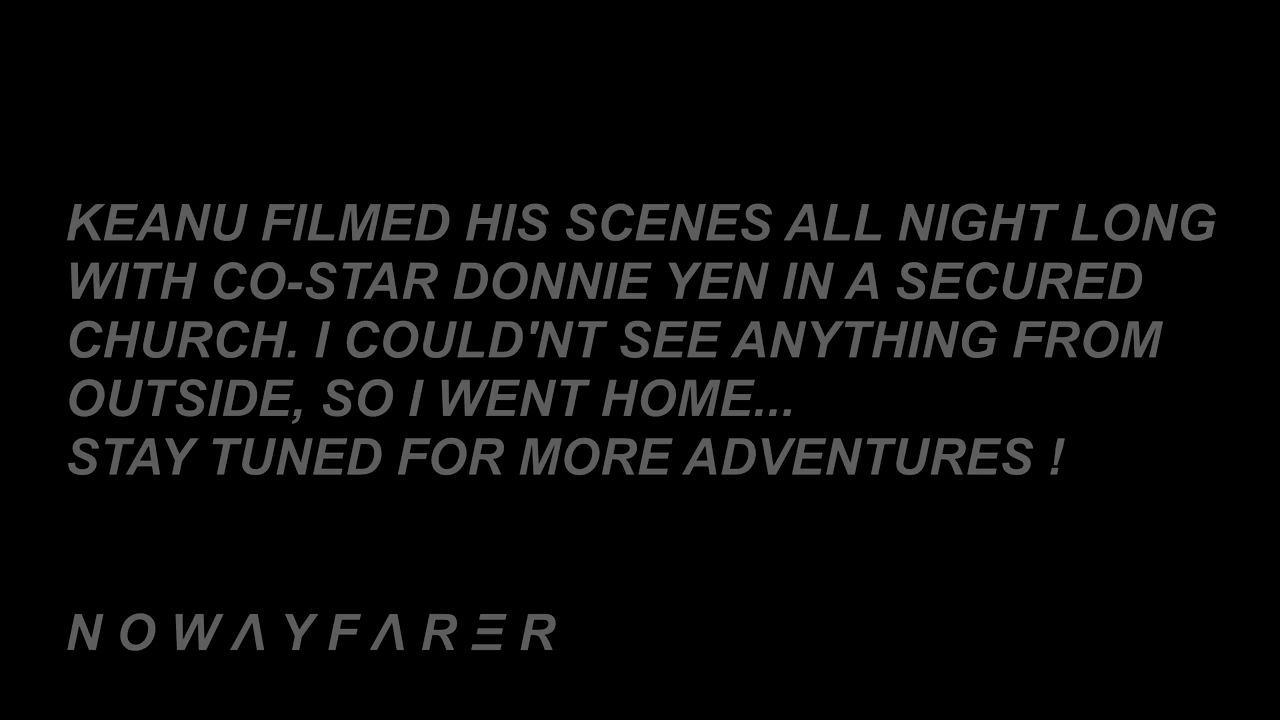 KEANU FILMED HIS SCENES ALL NIGHT LONG
WITH CO-STAR DONNIE YEN IN A SECURED
CHURCH. I COULD'NT SEE ANYTHING FROM
OUTSIDE, SO I WENT HOME...
STAY TUNED FOR MORE ADVENTURES !
N O W Λ Y F Λ R Ξ R